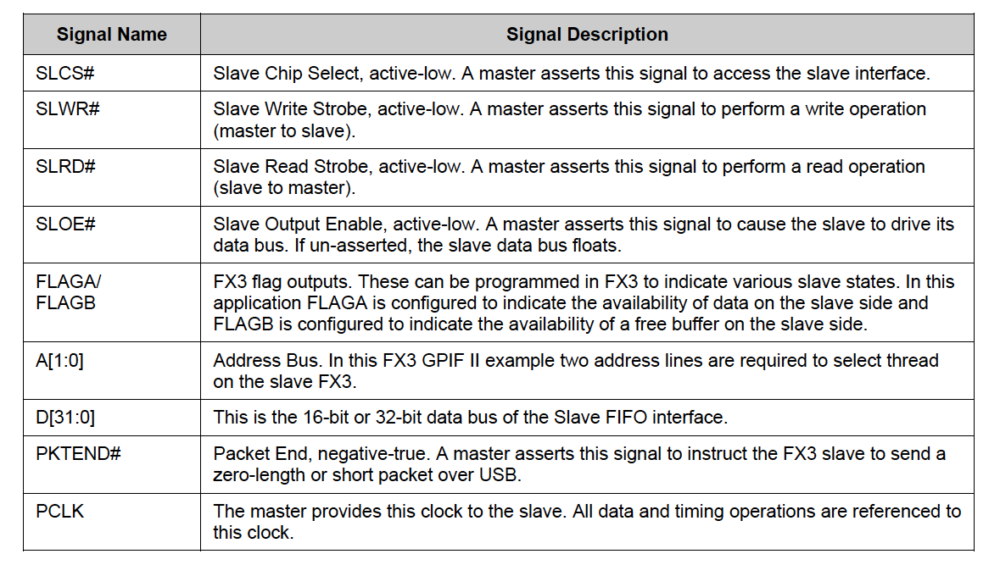 Signal Name
Signal Description
SLCS#
Slave Chip Select, active-low. A master asserts this signal to access the slave interface.
SLWR#
Slave Write Strobe, active-low. A master asserts this signal to perform a write operation
(master to slave).
SLRD#
Slave Read Strobe, active-low. A master asserts this signal to perform a read operation
(slave to master).
SLOE#
Slave Output Enable, active-low. A master asserts this signal to cause the slave to drive its
data bus. If un-asserted, the slave data bus floats.
FLAGA/
FLAGB
FX3 flag outputs. These can be programmed in FX3 to indicate various slave states. In this
application FLAGA is configured to indicate the availability of data on the slave side and
FLAGB is configured to indicate the availability of a free buffer on the slave side.
A[1:0]
Address Bus. In this FX3 GPIF II example two address lines are required to select thread
on the slave FX3.
D[31:0]
This is the 16-bit or 32-bit data bus of the Slave FIFO interface.
PKTEND#
Packet End, negative-true. A master asserts this signal to instruct the FX3 slave to send a
zero-length or short packet over USB.
PCLK
The master provides this clock to the slave. All data and timing operations are referenced to
this clock.